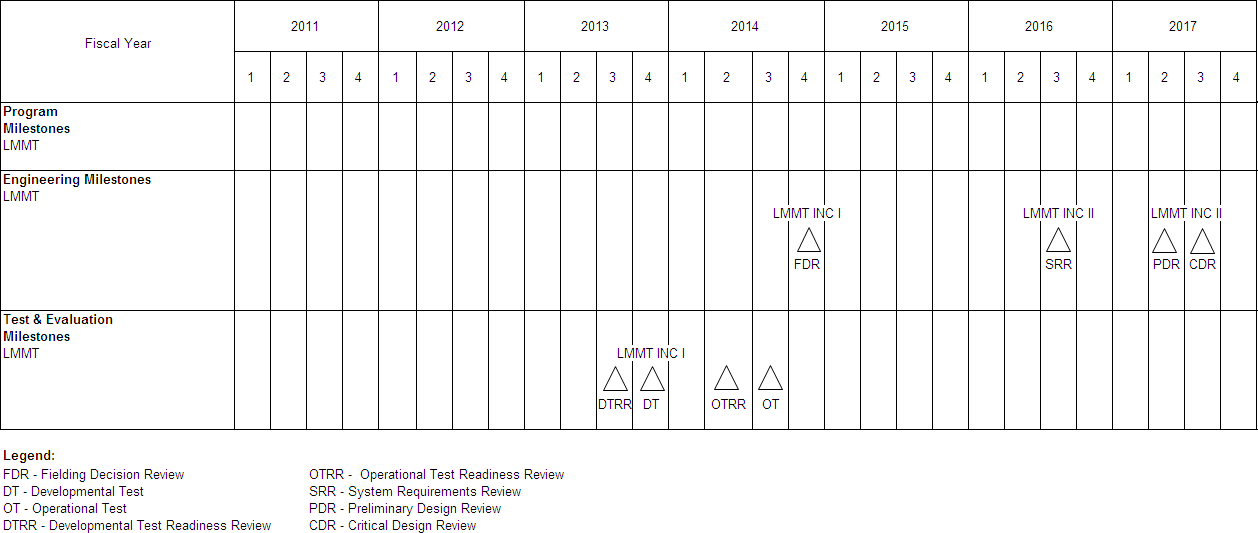 Fiscal Year
2011 2012 2013 2014 2015 2016 2017
1 2 3 4 1 2 3 4 1 2 3 4 1 2 3 4 1 2 3 4 1 2 3 4 1 2 3 4
Program
Milestones
LMMT
Engineering Milestones
LMMT
LMMT INC I LMMT INC II LMMT INC II
FDR SRR PDR CDR
Test & Evaluation
Milestones
LMMT
LMMT INC I
DTRR DT OTRR OT
Legend:
FDR - Fielding Decision Review OTRR - Operational Test Readiness Review
DT - Developmental Test SRR - System Requirements Review
OT - Operational Test PDR - Preliminary Design Review
DTRR - Developmental Test Readiness Review CDR - Critical Design Review